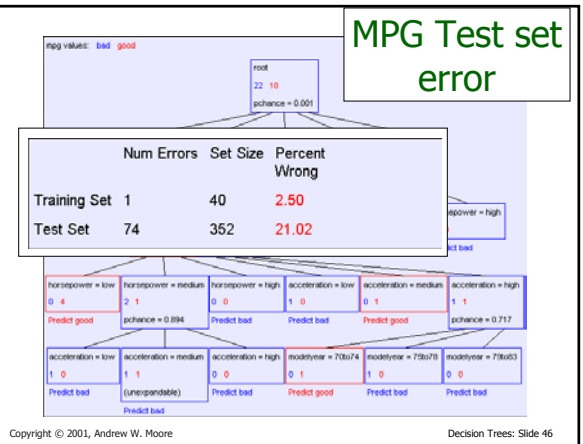 MPG Test set
error
mpg values: bad good
root
22 18
pchance = 0.001
Num Errors Set Size Percent
Wrong
Training Set 1 40 2.50
Test Set 74 352 21.02
sepower = high
dict bad
horsepower = low
0 4
Predict good
horsepower = medium
2 1
pchance = 0.894
horsepower = high
0 0
Predict bad
acceleration = low
1 0
Predict bad
acceleration = medium
0 1
Predict good
acceleration = high
1 1
pchance = 0.717
acceleration = low
1 0
Predict bad
acceleration = medium
1 1
(unexpandable)
Predict bad
acceleration = high
0 0
Predict bad
modelyear = 70to74
0 1
Predict good
modelyear = 75to78
1 0
Predict bad
modelyear = 79to83
0 0
Predict bad
Copyright © 2001, Andrew W. Moore
Decision Trees: Slide 46